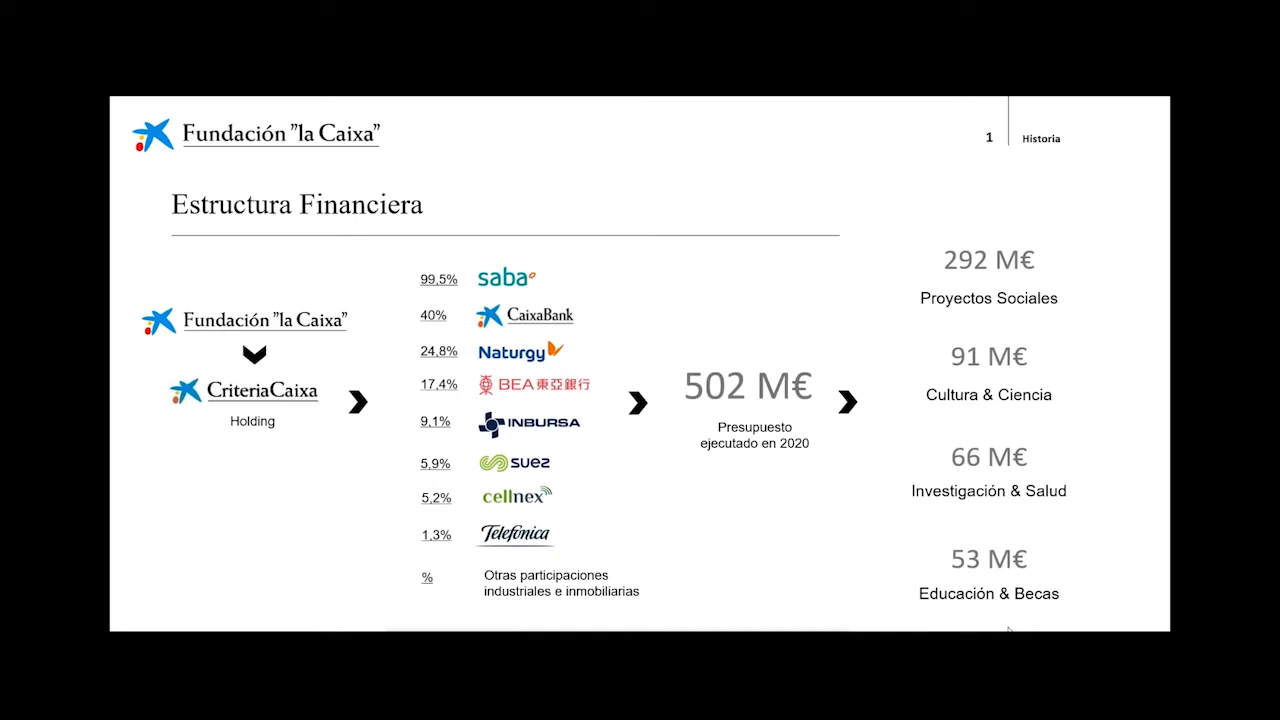 Fundación "la Caixa"
1
Historia
Estructura Financiera
Fundación "la Caixa"
CriteriaCaixa
Holding
99,5%
saba
40%
CaixaBank
24,8%
Naturgy
17,4%
BEA 東亞銀行
9,1%
INBURSA
5,9%
suez
5,2%
cellnex
1,3%
Telefónica
%
Otras participaciones
industriales e inmobiliarias
502 M€
Presupuesto
ejecutado en 2020
292 M€
Proyectos Sociales
91 M€
Cultura & Ciencia
66 M€
Investigación & Salud
53 M€
Educación & Becas